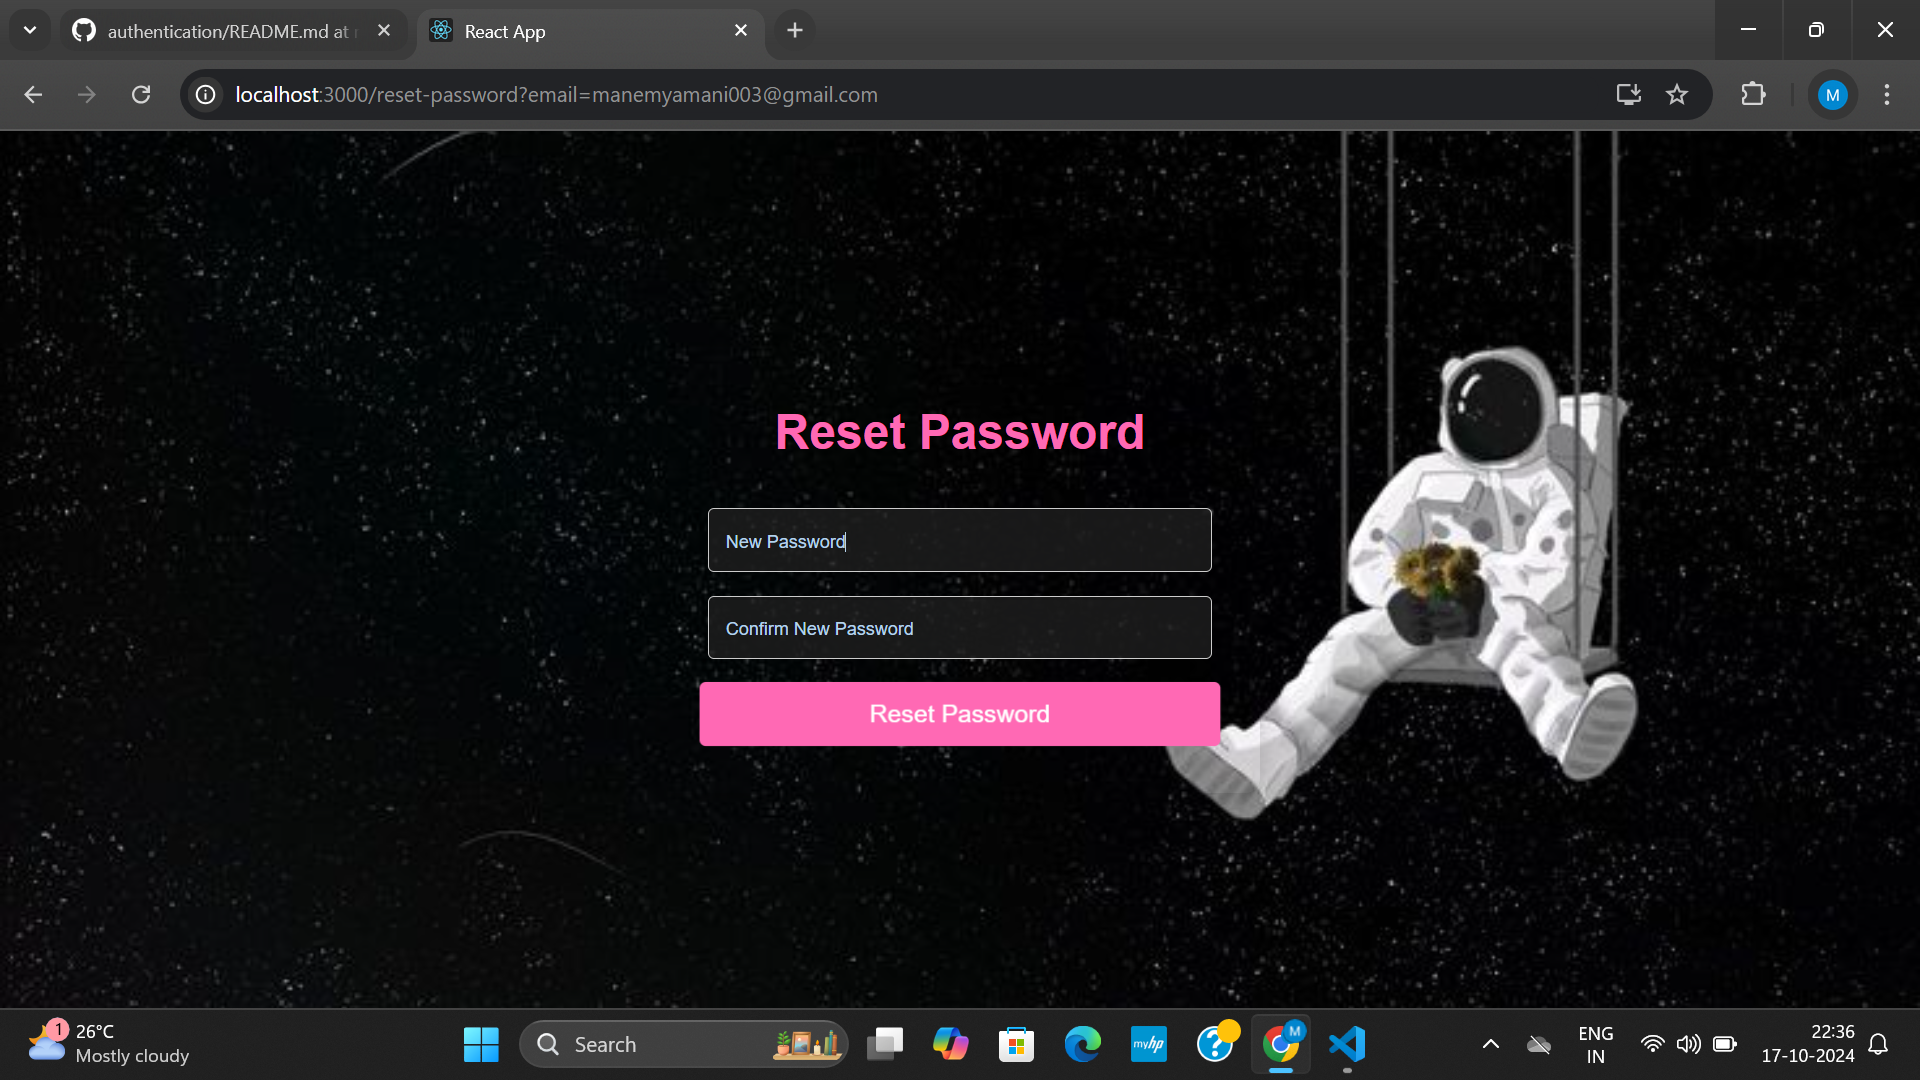 authentication/README.md at
React App
localhost:3000/reset-password?email=manemyamani003@gmail.com
M
Reset Password
New Password
Confirm New Password
Reset Password
1
26°C
Mostly cloudy
Search
myhp
M
ENG
IN
22:36
17-10-2024